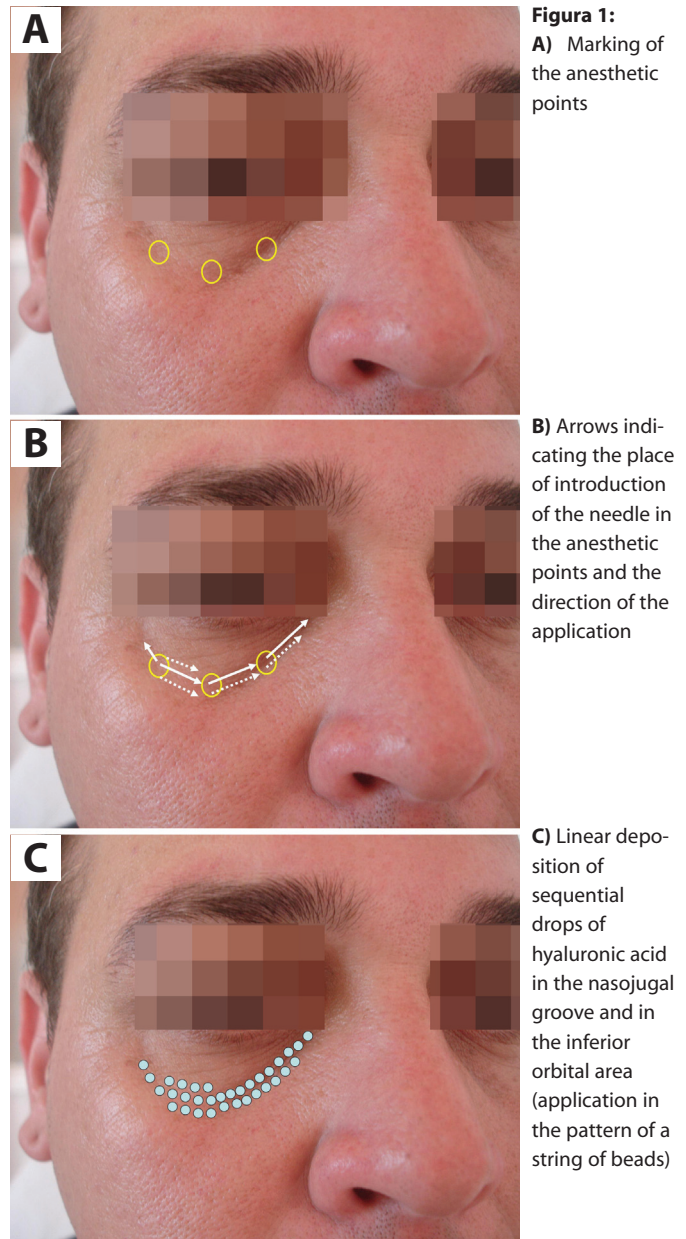 A
Figura 1:
A) Marking of
the anesthetic
points
B
B) Arrows indi-
cating the place
of introduction
of the needle in
the anesthetic
points and the
direction of the
application
C
C) Linear depo-
sition of
sequential
drops of
hyaluronic acid
in the nasojugal
groove and in
the inferior
orbital area
(application in
the pattern of a
string of beads)